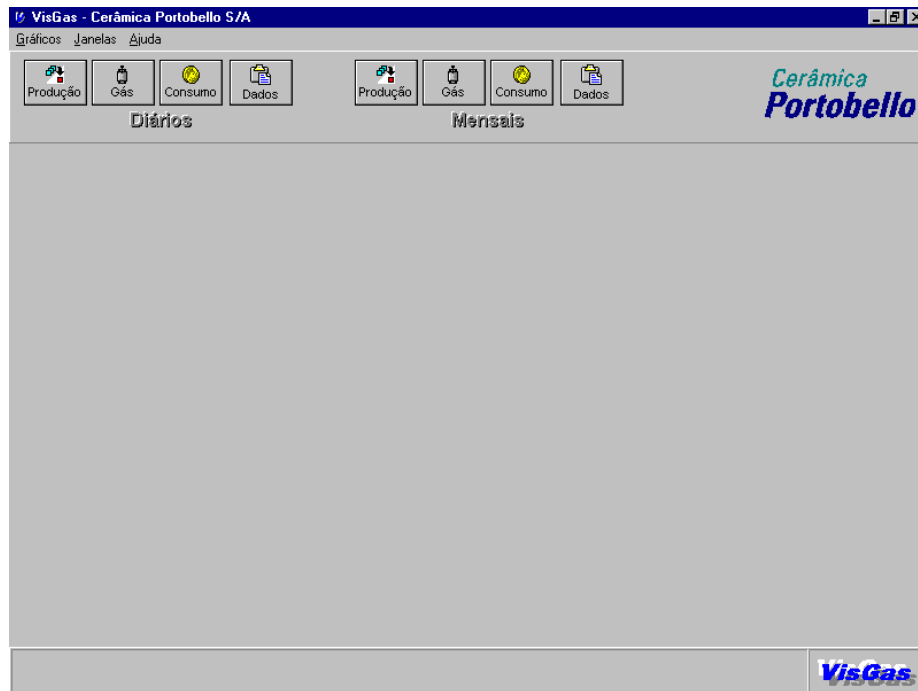 VisGas - Cerâmica Portobello S/A
Gráficos Janelas Ajuda
Produção Gás Consumo Dados Produção Gás Consumo Dados
Diários Mensais
Cerâmica
Portobello
VisGas